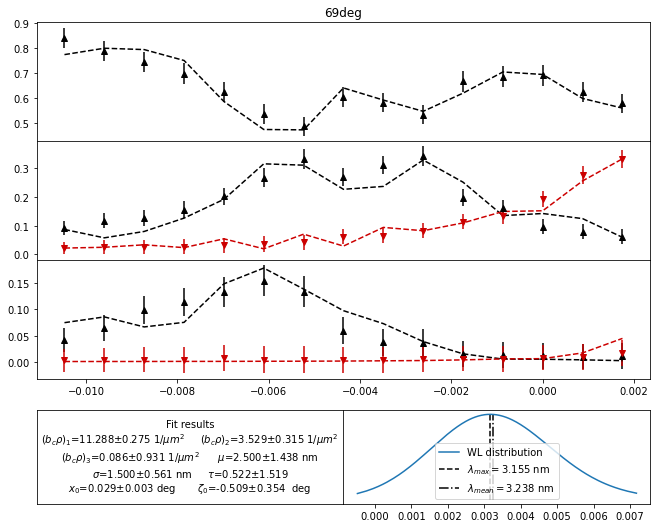 69deg
0.9
0.8
0.7
0.6
0.5
0.3
0.2
0.1
0.0
0.15
0.10
0.05
0.00
−0.010 −0.008 −0.006 −0.004 −0.002 0.000 0.002
Fit results
(b_cρ)_1=11.288±0.275 1/μm² (b_cρ)_2=3.529±0.315 1/μm²
(b_cρ)_3=0.086±0.931 1/μm² μ=2.500±1.438 nm
σ=1.500±0.561 nm τ=0.522±1.519
x_0=0.029±0.003 deg ζ_0=-0.509±0.354 deg
WL distribution
λ_max=3.155 nm
λ_mean=3.238 nm
0.000 0.001 0.002 0.003 0.004 0.005 0.006 0.007